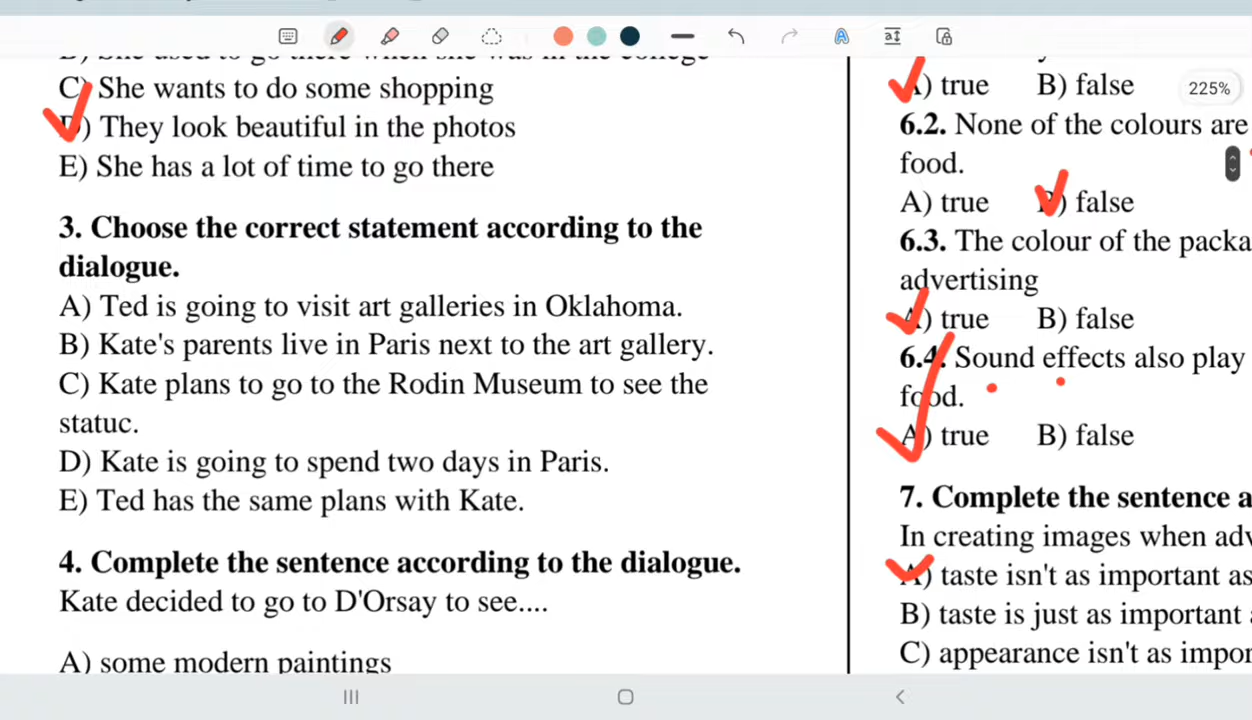 225%
C) She wants to do some shopping
D) They look beautiful in the photos
E) She has a lot of time to go there
3. Choose the correct statement according to the
dialogue.
A) Ted is going to visit art galleries in Oklahoma.
B) Kate's parents live in Paris next to the art gallery.
C) Kate plans to go to the Rodin Museum to see the
statuc.
D) Kate is going to spend two days in Paris.
E) Ted has the same plans with Kate.
4. Complete the sentence according to the dialogue.
Kate decided to go to D'Orsay to see....
A) some modern paintings
A) true B) false
6.2. None of the colours are
food.
A) true B) false
6.3. The colour of the packa
advertising
A) true B) false
6.4. Sound effects also play
food.
A) true B) false
7. Complete the sentence a
In creating images when adv
A) taste isn't as important as
B) taste is just as important
C) appearance isn't as impor